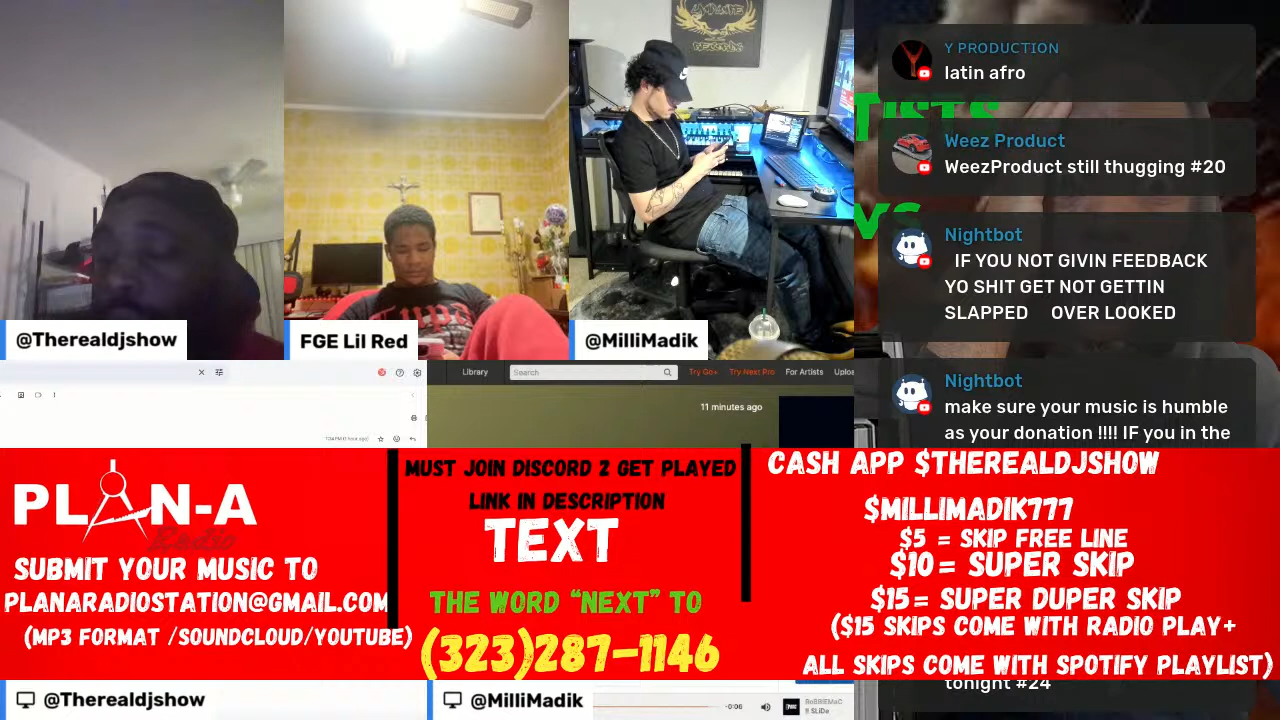 Y PRODUCTION
latin afro
Weez Product
WeezProduct still thugging #20
Nightbot
IF YOU NOT GIVIN FEEDBACK
YO SHIT GET NOT GETTIN
SLAPPED OVER LOOKED
Nightbot
make sure your music is humble
as your donation !!!! IF you in the
@Therealdjshow
FGE Lil Red
@MilliMadik
Library
Search
Try Go+
Try Next Pro
For Artists
11 minutes ago
PLAN-A
Radio
SUBMIT YOUR MUSIC TO
PLANARADIOSTATION@GMAIL.COM
(MP3 FORMAT /SOUNDCLOUD/YOUTUBE)
MUST JOIN DISCORD 2 GET PLAYED
LINK IN DESCRIPTION
TEXT
THE WORD “NEXT” TO
(323)287-1146
CASH APP $THEREALDJSHOW
$MILLIMADIK777
$5 = SKIP FREE LINE
$10 = SUPER SKIP
$15 = SUPER DUPER SKIP
($15 SKIPS COME WITH RADIO PLAY+
ALL SKIPS COME WITH SPOTIFY PLAYLIST)
tonight #24
@Therealdjshow
@MilliMadik
-0:06